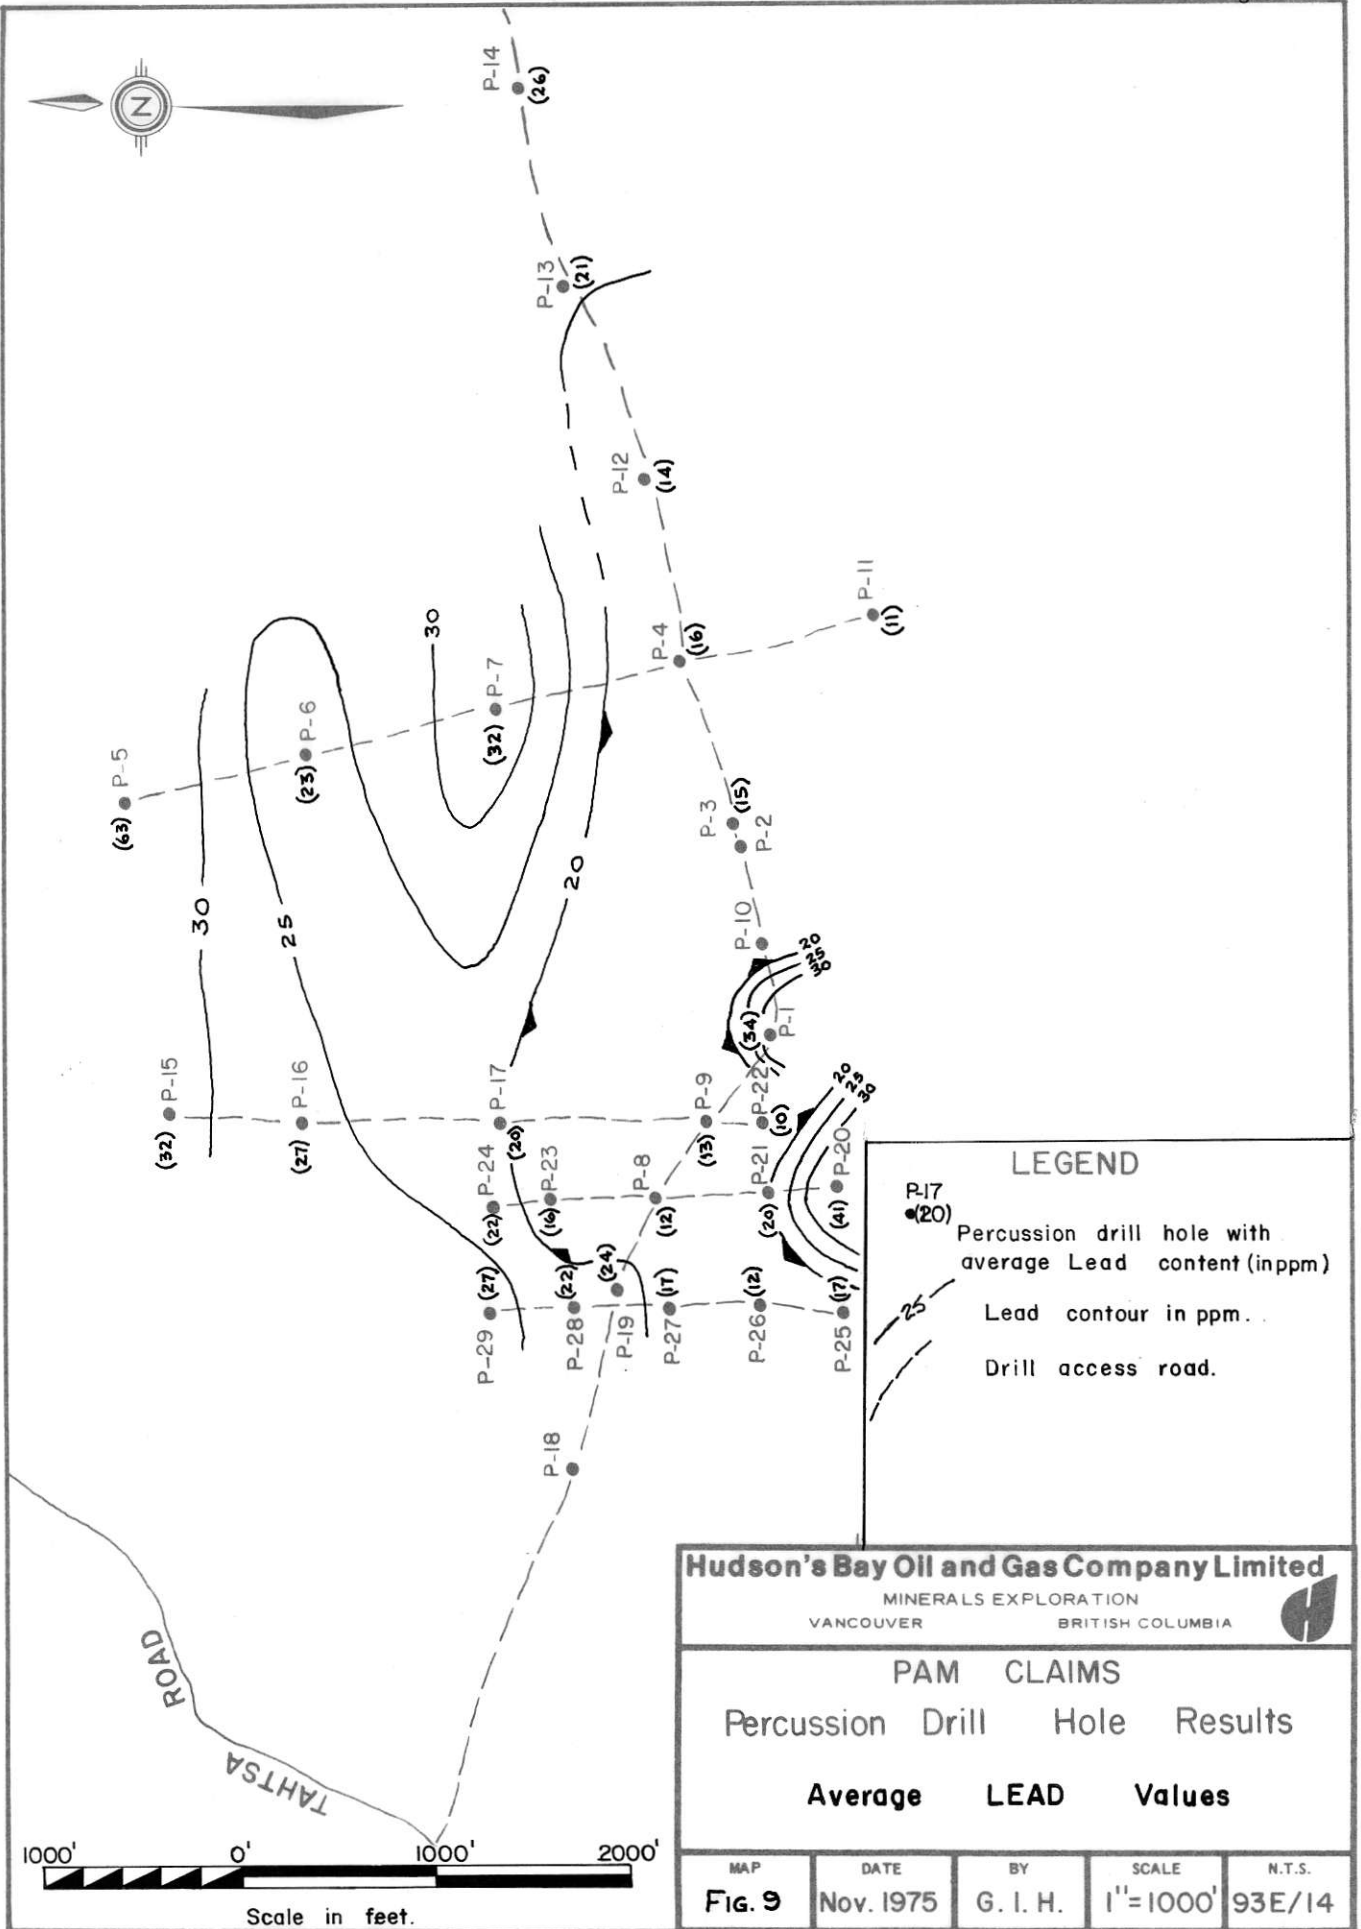 N
P-14
(26)
P-13
(21)
P-12
(14)
P-11
(11)
P-4
(16)
30
P-7
(32)
P-6
(23)
P-5
(63)
P-3
(15)
P-2
20
30
25
P-10
20
25
30
(34)
P-1
P-15
(32)
P-16
(27)
P-17
(20)
P-9
(13)
P-22
(10)
20
25
30
P-24
(22)
P-23
(16)
P-8
(12)
P-21
(20)
P-20
(41)
P-29
(27)
P-28
(22)
P-19
(24)
P-27
(17)
P-26
(12)
P-25
(17)
P-18
LEGEND
P-17
(20)
Percussion drill hole with
average Lead content (in ppm)
25
Lead contour in ppm.
Drill access road.
TAHTSA ROAD
1000' 0' 1000' 2000'
Scale in feet.
Hudson's Bay Oil and Gas Company Limited
MINERALS EXPLORATION
VANCOUVER BRITISH COLUMBIA
PAM CLAIMS
Percussion Drill Hole Results
Average LEAD Values
MAP DATE BY SCALE N.T.S.
FIG. 9 Nov. 1975 G. I. H. 1"=1000' 93E/14